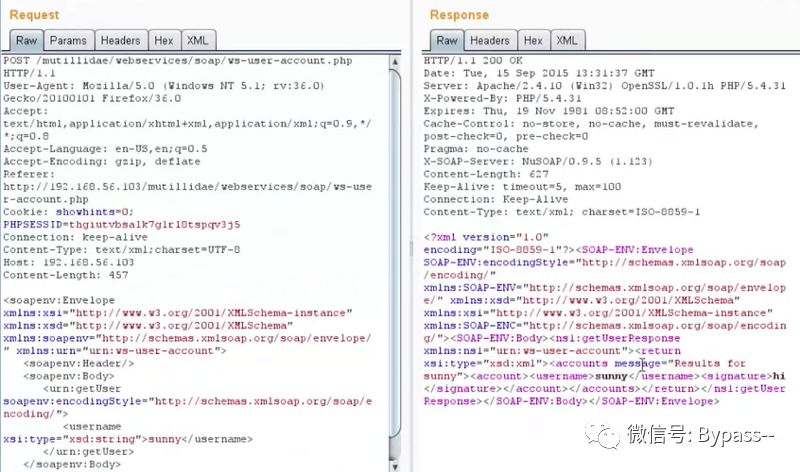 Request
Raw Params Headers Hex XML
POST /mutillidae/webservices/soap/ws-user-account.php
HTTP/1.1
User-Agent: Mozilla/5.0 (Windows NT 5.1; rv:36.0)
Gecko/20100101 Firefox/36.0
Accept:
text/html,application/xhtml+xml,application/xml;q=0.9,*/
*;q=0.8
Accept-Language: en-US,en;q=0.5
Accept-Encoding: gzip, deflate
Referer:
http://192.168.56.103/mutillidae/webservices/soap/ws-use
r-account.php
Cookie: showhints=0;
PHPSESSID=thgiutvbsalk7glrl8tspqv3j5
Connection: keep-alive
Content-Type: text/xml;charset=UTF-8
Host: 192.168.56.103
Content-Length: 457
<soapenv:Envelope
xmlns:xsi="http://www.w3.org/2001/XMLSchema-instance"
xmlns:xsd="http://www.w3.org/2001/XMLSchema"
xmlns:soapenv="http://schemas.xmlsoap.org/soap/envelope/
" xmlns:urn="urn:ws-user-account">
<soapenv:Header/>
<soapenv:Body>
<urn:getUser
soapenv:encodingStyle="http://schemas.xmlsoap.org/soap/e
ncoding/">
<username
xsi:type="xsd:string">sunny</username>
</urn:getUser>
</soapenv:Body>
Response
Raw Headers Hex XML
HTTP/1.1 200 OK
Date: Tue, 15 Sep 2015 13:31:37 GMT
Server: Apache/2.4.10 (Win32) OpenSSL/1.0.1h PHP/5.4.31
X-Powered-By: PHP/5.4.31
Expires: Thu, 19 Nov 1981 08:52:00 GMT
Cache-Control: no-store, no-cache, must-revalidate,
post-check=0, pre-check=0
Pragma: no-cache
X-SOAP-Server: NuSOAP/0.9.5 (1.123)
Content-Length: 627
Keep-Alive: timeout=5, max=100
Connection: Keep-Alive
Content-Type: text/xml; charset=ISO-8859-1
<?xml version="1.0"
encoding="ISO-8859-1"?><SOAP-ENV:Envelope
SOAP-ENV:encodingStyle="http://schemas.xmlsoap.org/soap
/encoding/"
xmlns:SOAP-ENV="http://schemas.xmlsoap.org/soap/envelop
e/" xmlns:xsd="http://www.w3.org/2001/XMLSchema"
xmlns:xsi="http://www.w3.org/2001/XMLSchema-instance"
xmlns:SOAP-ENC="http://schemas.xmlsoap.org/soap/encodin
g/"><SOAP-ENV:Body><ns1:getUserResponse
xmlns:ns1="urn:ws-user-account"><return
xsi:type="xsd:xml"><accounts message="Results for
sunny"><account><username>sunny</username><signature>hi
</signature></account></accounts></return></ns1:getUser
Response></SOAP-ENV:Body></SOAP-ENV:Envelope>
微信号: Bypass--